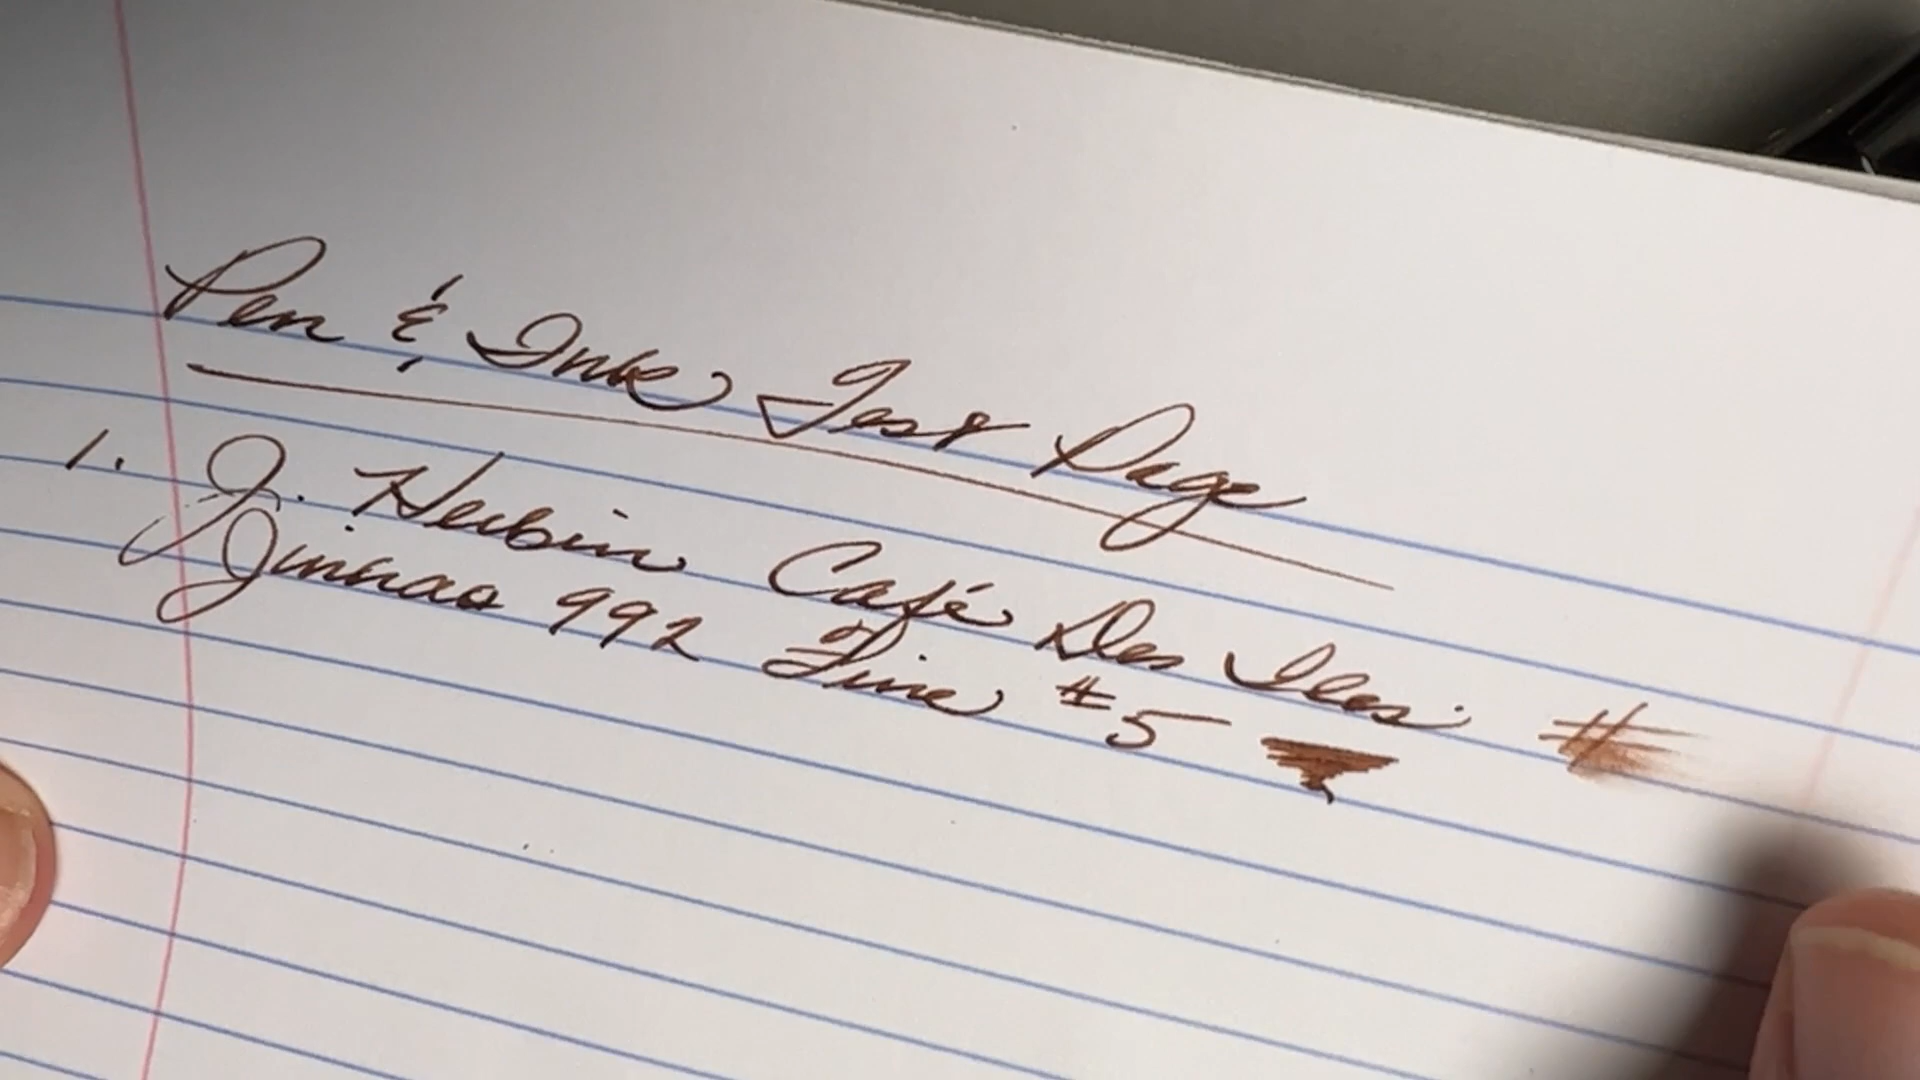 Pen & Ink Test Page
1. J. Herbin Café Des Iles #
Jinhao 992 Fine #5